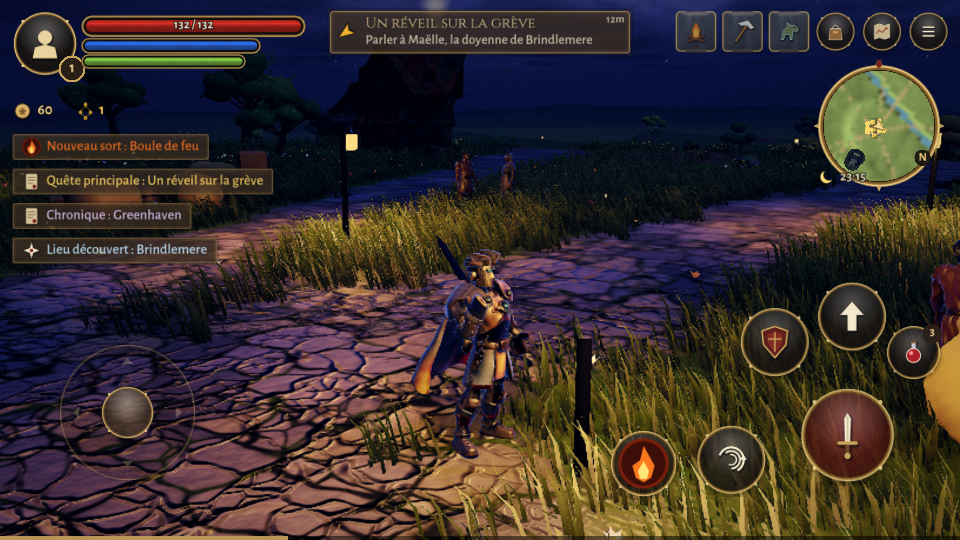 132/132
UN RÉVEIL SUR LA GRÈVE
12m
Parler à Maëlle, la doyenne de Brindlemere
1
60
1
Nouveau sort : Boule de feu
Quête principale : Un réveil sur la grève
Chronique : Greenhaven
Lieu découvert : Brindlemere
N
23:15
3